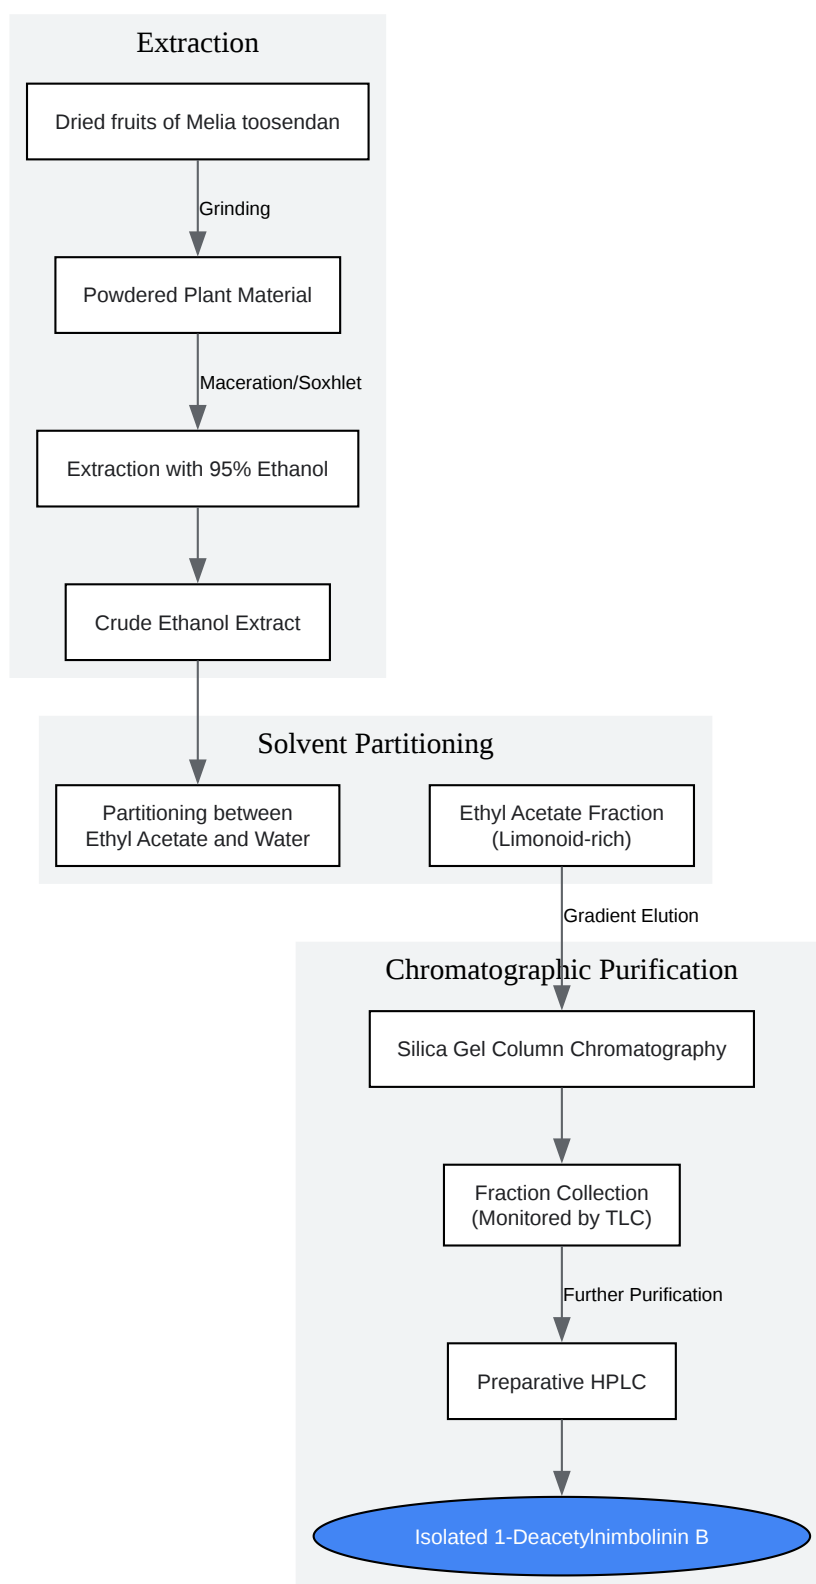 Extraction
Dried fruits of Melia toosendan
Grinding
Powdered Plant Material
Maceration/Soxhlet
Extraction with 95% Ethanol
Crude Ethanol Extract
Solvent Partitioning
Partitioning between
Ethyl Acetate and Water
Ethyl Acetate Fraction
(Limonoid-rich)
Gradient Elution
Chromatographic Purification
Silica Gel Column Chromatography
Fraction Collection
(Monitored by TLC)
Further Purification
Preparative HPLC
Isolated 1-Deacetylnimbolinin B